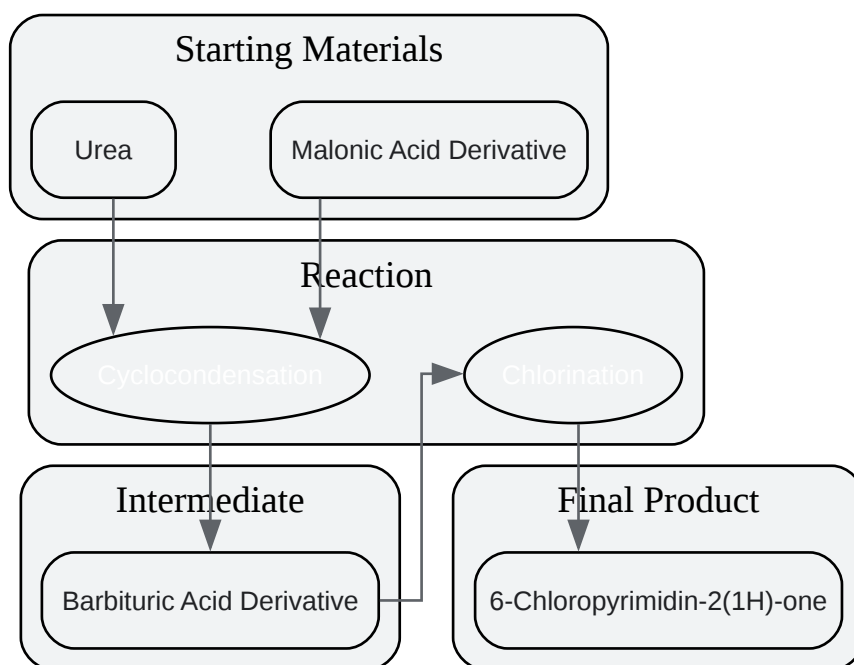 Starting Materials
Urea
Malonic Acid Derivative
Reaction
Cyclocondensation
Chlorination
Intermediate
Final Product
Barbituric Acid Derivative
6-Chloropyrimidin-2(1H)-one